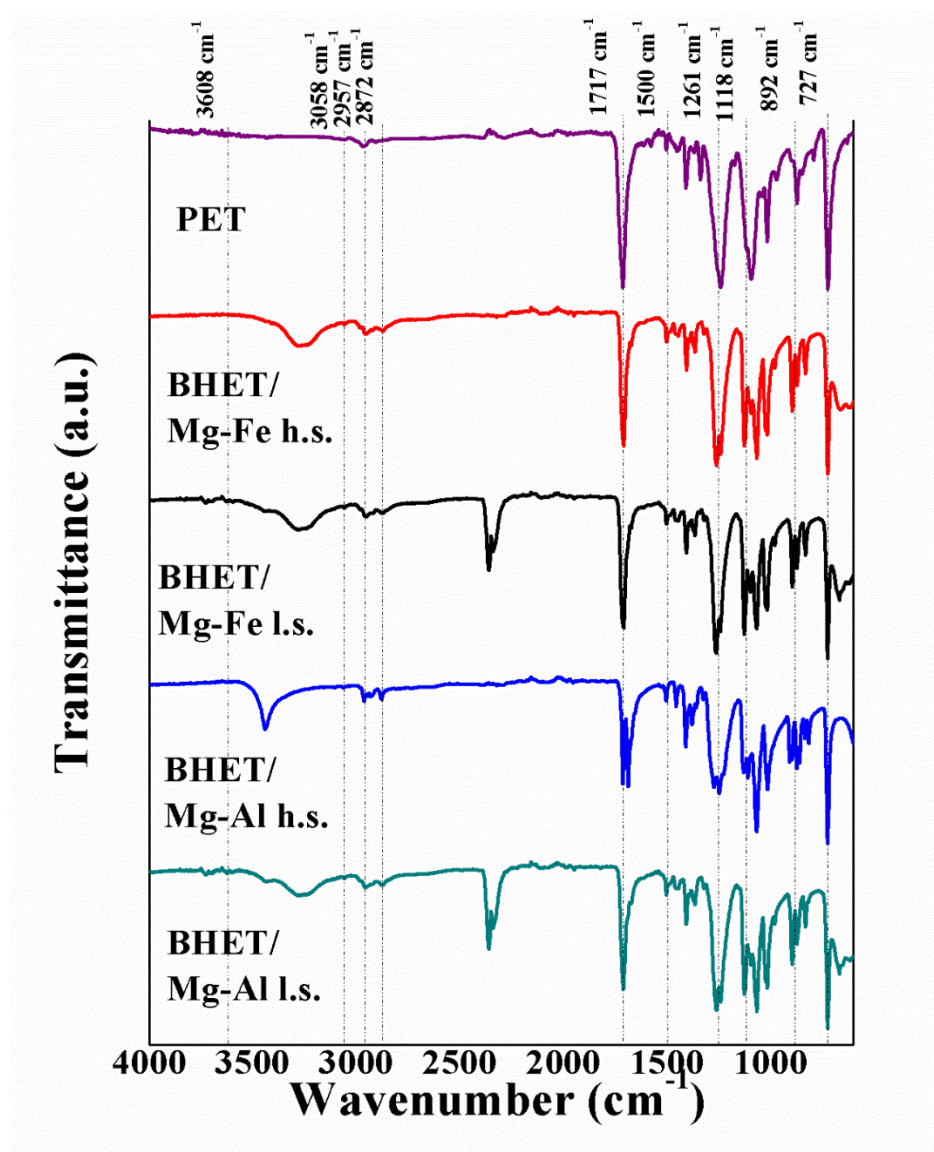 3608 cm⁻¹
3058 cm⁻¹
2957 cm⁻¹
2872 cm⁻¹
1717 cm⁻¹
1500 cm⁻¹
1261 cm⁻¹
1118 cm⁻¹
892 cm⁻¹
727 cm⁻¹
PET
BHET/
Mg-Fe h.s.
BHET/
Mg-Fe l.s.
BHET/
Mg-Al h.s.
BHET/
Mg-Al l.s.
Transmittance (a.u.)
4000 3500 3000 2500 2000 1500 1000
Wavenumber (cm⁻¹)